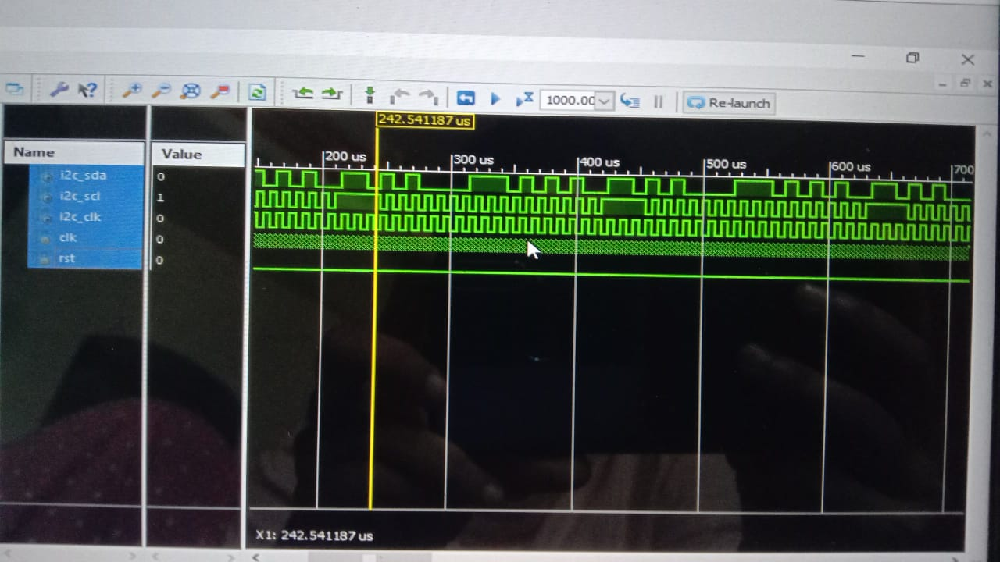 1000.00
Re-launch
242.541187 us
Name
Value
200 us
300 us
400 us
500 us
600 us
700
i2c_sda
0
i2c_scl
1
i2c_clk
0
clk
0
rst
0
X1: 242.541187 us